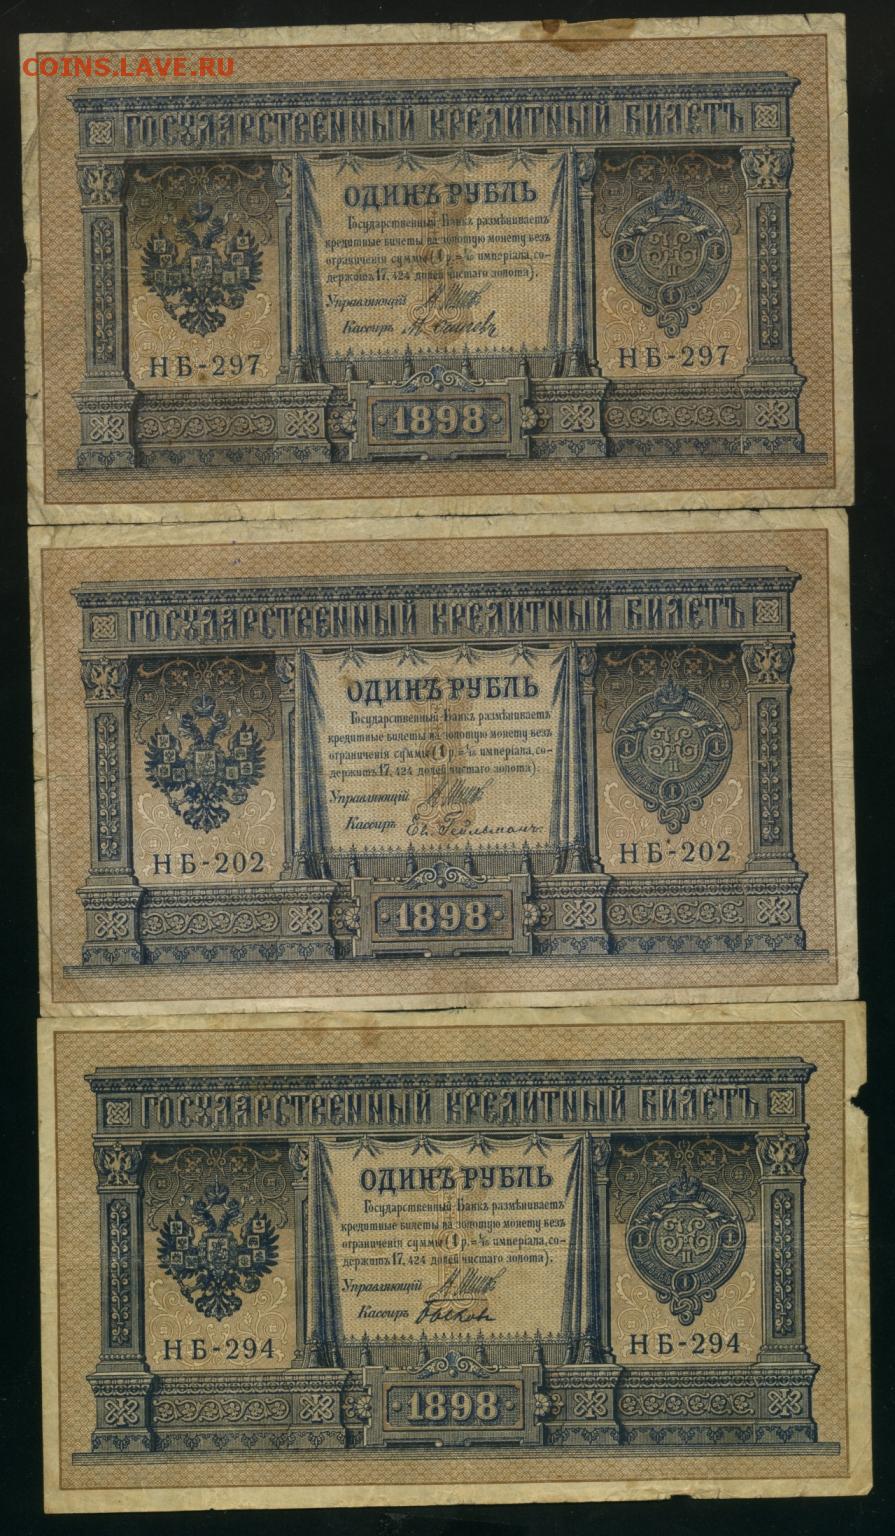 COINS.LAVE.RU
ГОСУДАРСТВЕННЫЙ КРЕДИТНЫЙ БИЛЕТЪ
ОДИНЪ РУБЛЬ
Государственный Банкъ размѣниваетъ
кредитные билеты на золотую монету безъ
ограниченія суммы (1 р. = 1/15 имперіала, со-
держитъ 17,424 долей чистаго золота).
Управляющій
Кассиръ
НБ-297
НБ-297
1898
ГОСУДАРСТВЕННЫЙ КРЕДИТНЫЙ БИЛЕТЪ
ОДИНЪ РУБЛЬ
Государственный Банкъ размѣниваетъ
кредитные билеты на золотую монету безъ
ограниченія суммы (1 р. = 1/15 имперіала, со-
держитъ 17,424 долей чистаго золота).
Управляющій
Кассиръ Ев. Гейльманъ
НБ-202
НБ-202
1898
ГОСУДАРСТВЕННЫЙ КРЕДИТНЫЙ БИЛЕТЪ
ОДИНЪ РУБЛЬ
Государственный Банкъ размѣниваетъ
кредитные билеты на золотую монету безъ
ограниченія суммы (1 р. = 1/15 имперіала, со-
держитъ 17,424 долей чистаго золота).
Управляющій
Кассиръ
НБ-294
НБ-294
1898